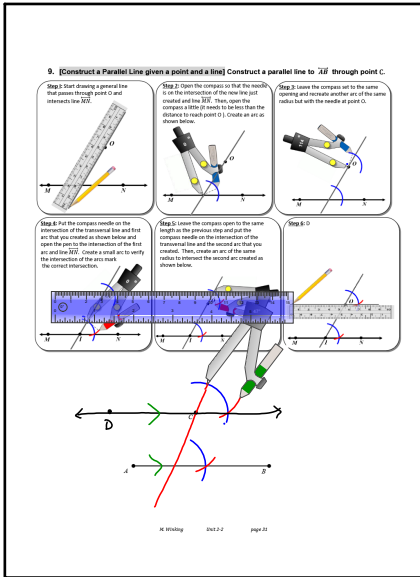 9. [Construct a Parallel Line given a point and a line] Construct a parallel to AB through point C.
Step 1: Start drawing a general line
that passes through point O and
intersects line MN.
O
M N
Step 2: Open the compass so that the needle
is on the intersection of the new line just
created and line MN. Then, open the
compass a little (it needs to be less than the
distance to reach point O ). Create an arc as
shown below.
O
M N
Step 3: Leave the compass set to the same
opening and recreate another arc of the same
radius but with the needle at point O.
O
M N
Step 4: Put the compass needle on the
intersection of the transversal line and first
arc that you created as shown below and
open the pen to the intersection of the first
arc and line MN. Create a small arc to verify
the intersection of the arcs mark
the correct intersection.
M I N
Step 5: Leave the compass open to the same
length as the previous step and put the
compass needle on the intersection of the
transversal line and the second arc that you
created. Then, create an arc of the same
radius to intersect the second arc created as
shown below.
M I N
Step 6: D
O
M I N
D C
A B
M. Winking Unit 2-2 page 31